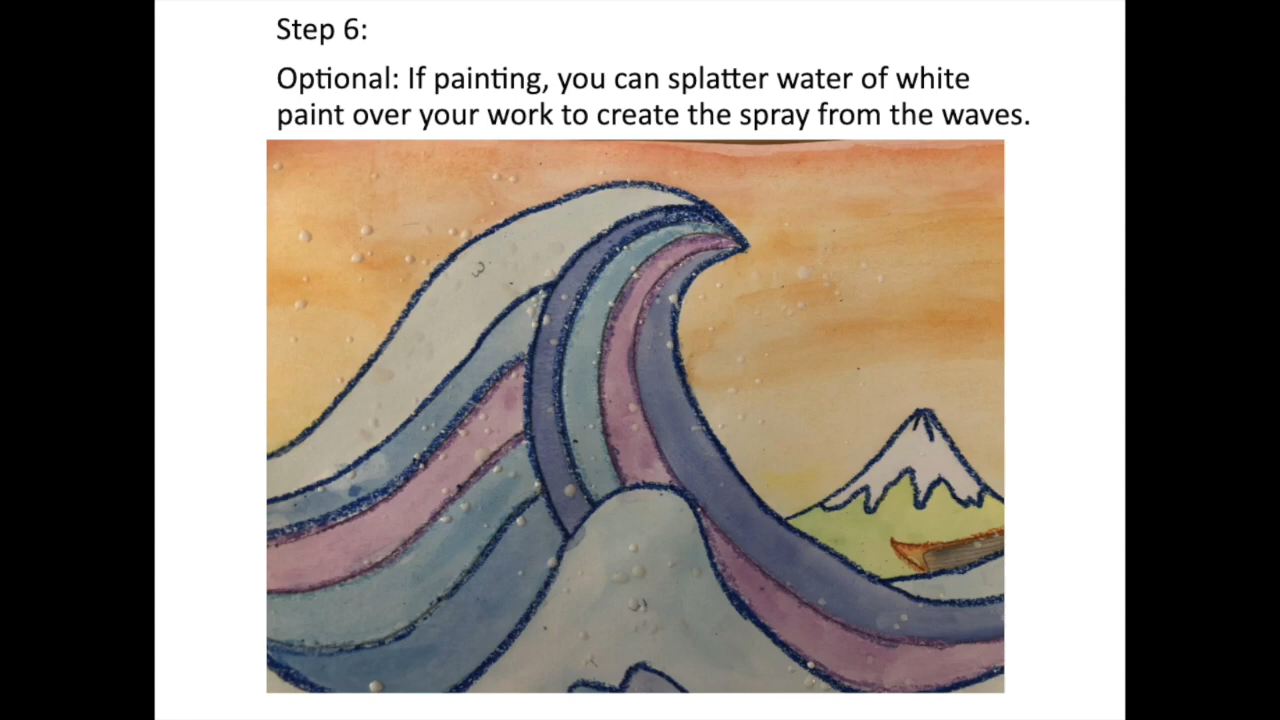 Step 6:
Optional: If painting, you can splatter water of white
paint over your work to create the spray from the waves.